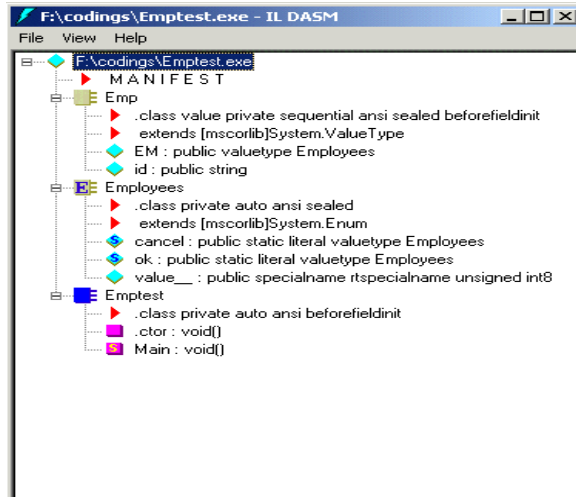 F:\codings\Emptest.exe - IL DASM
File View Help
F:\codings\Emptest.exe
M A N I F E S T
Emp
.class value private sequential ansi sealed beforefieldinit
extends [mscorlib]System.ValueType
EM : public valuetype Employees
id : public string
E Employees
.class private auto ansi sealed
extends [mscorlib]System.Enum
S cancel : public static literal valuetype Employees
S ok : public static literal valuetype Employees
value__ : public specialname rtspecialname unsigned int8
Emptest
.class private auto ansi beforefieldinit
.ctor : void()
S Main : void()